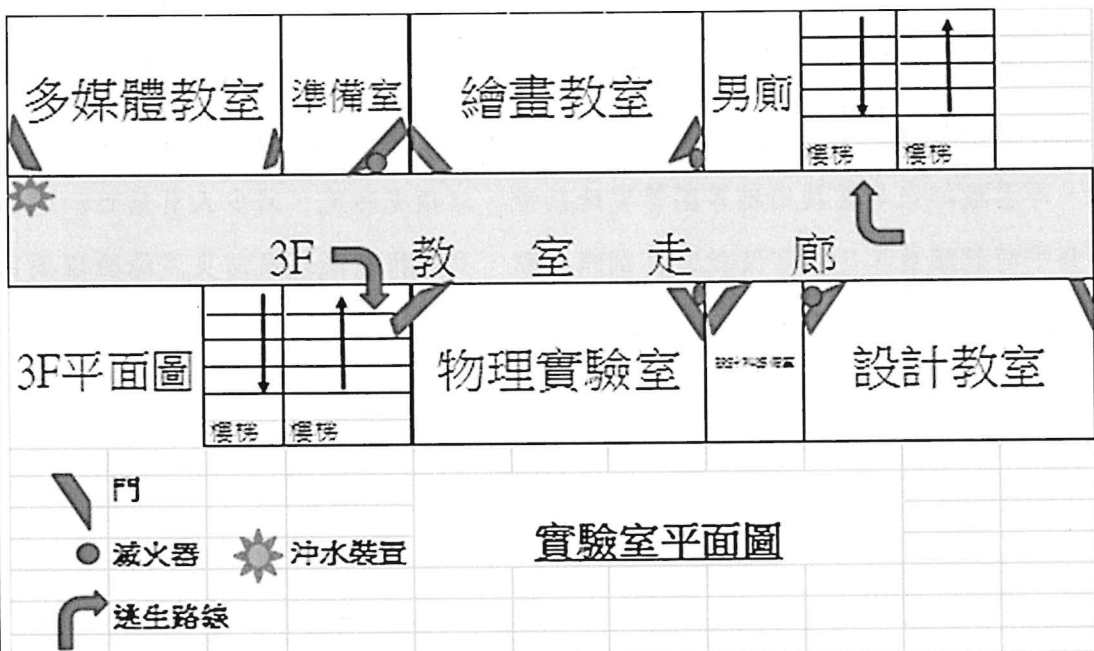 多媒體教室 準備室 繪畫教室 男廁
樓梯 樓梯
3F 教室走廊
3F平面圖 物理實驗室 設計教室
樓梯 樓梯
門
滅火器 沖水裝置
逃生路線
實驗室平面圖